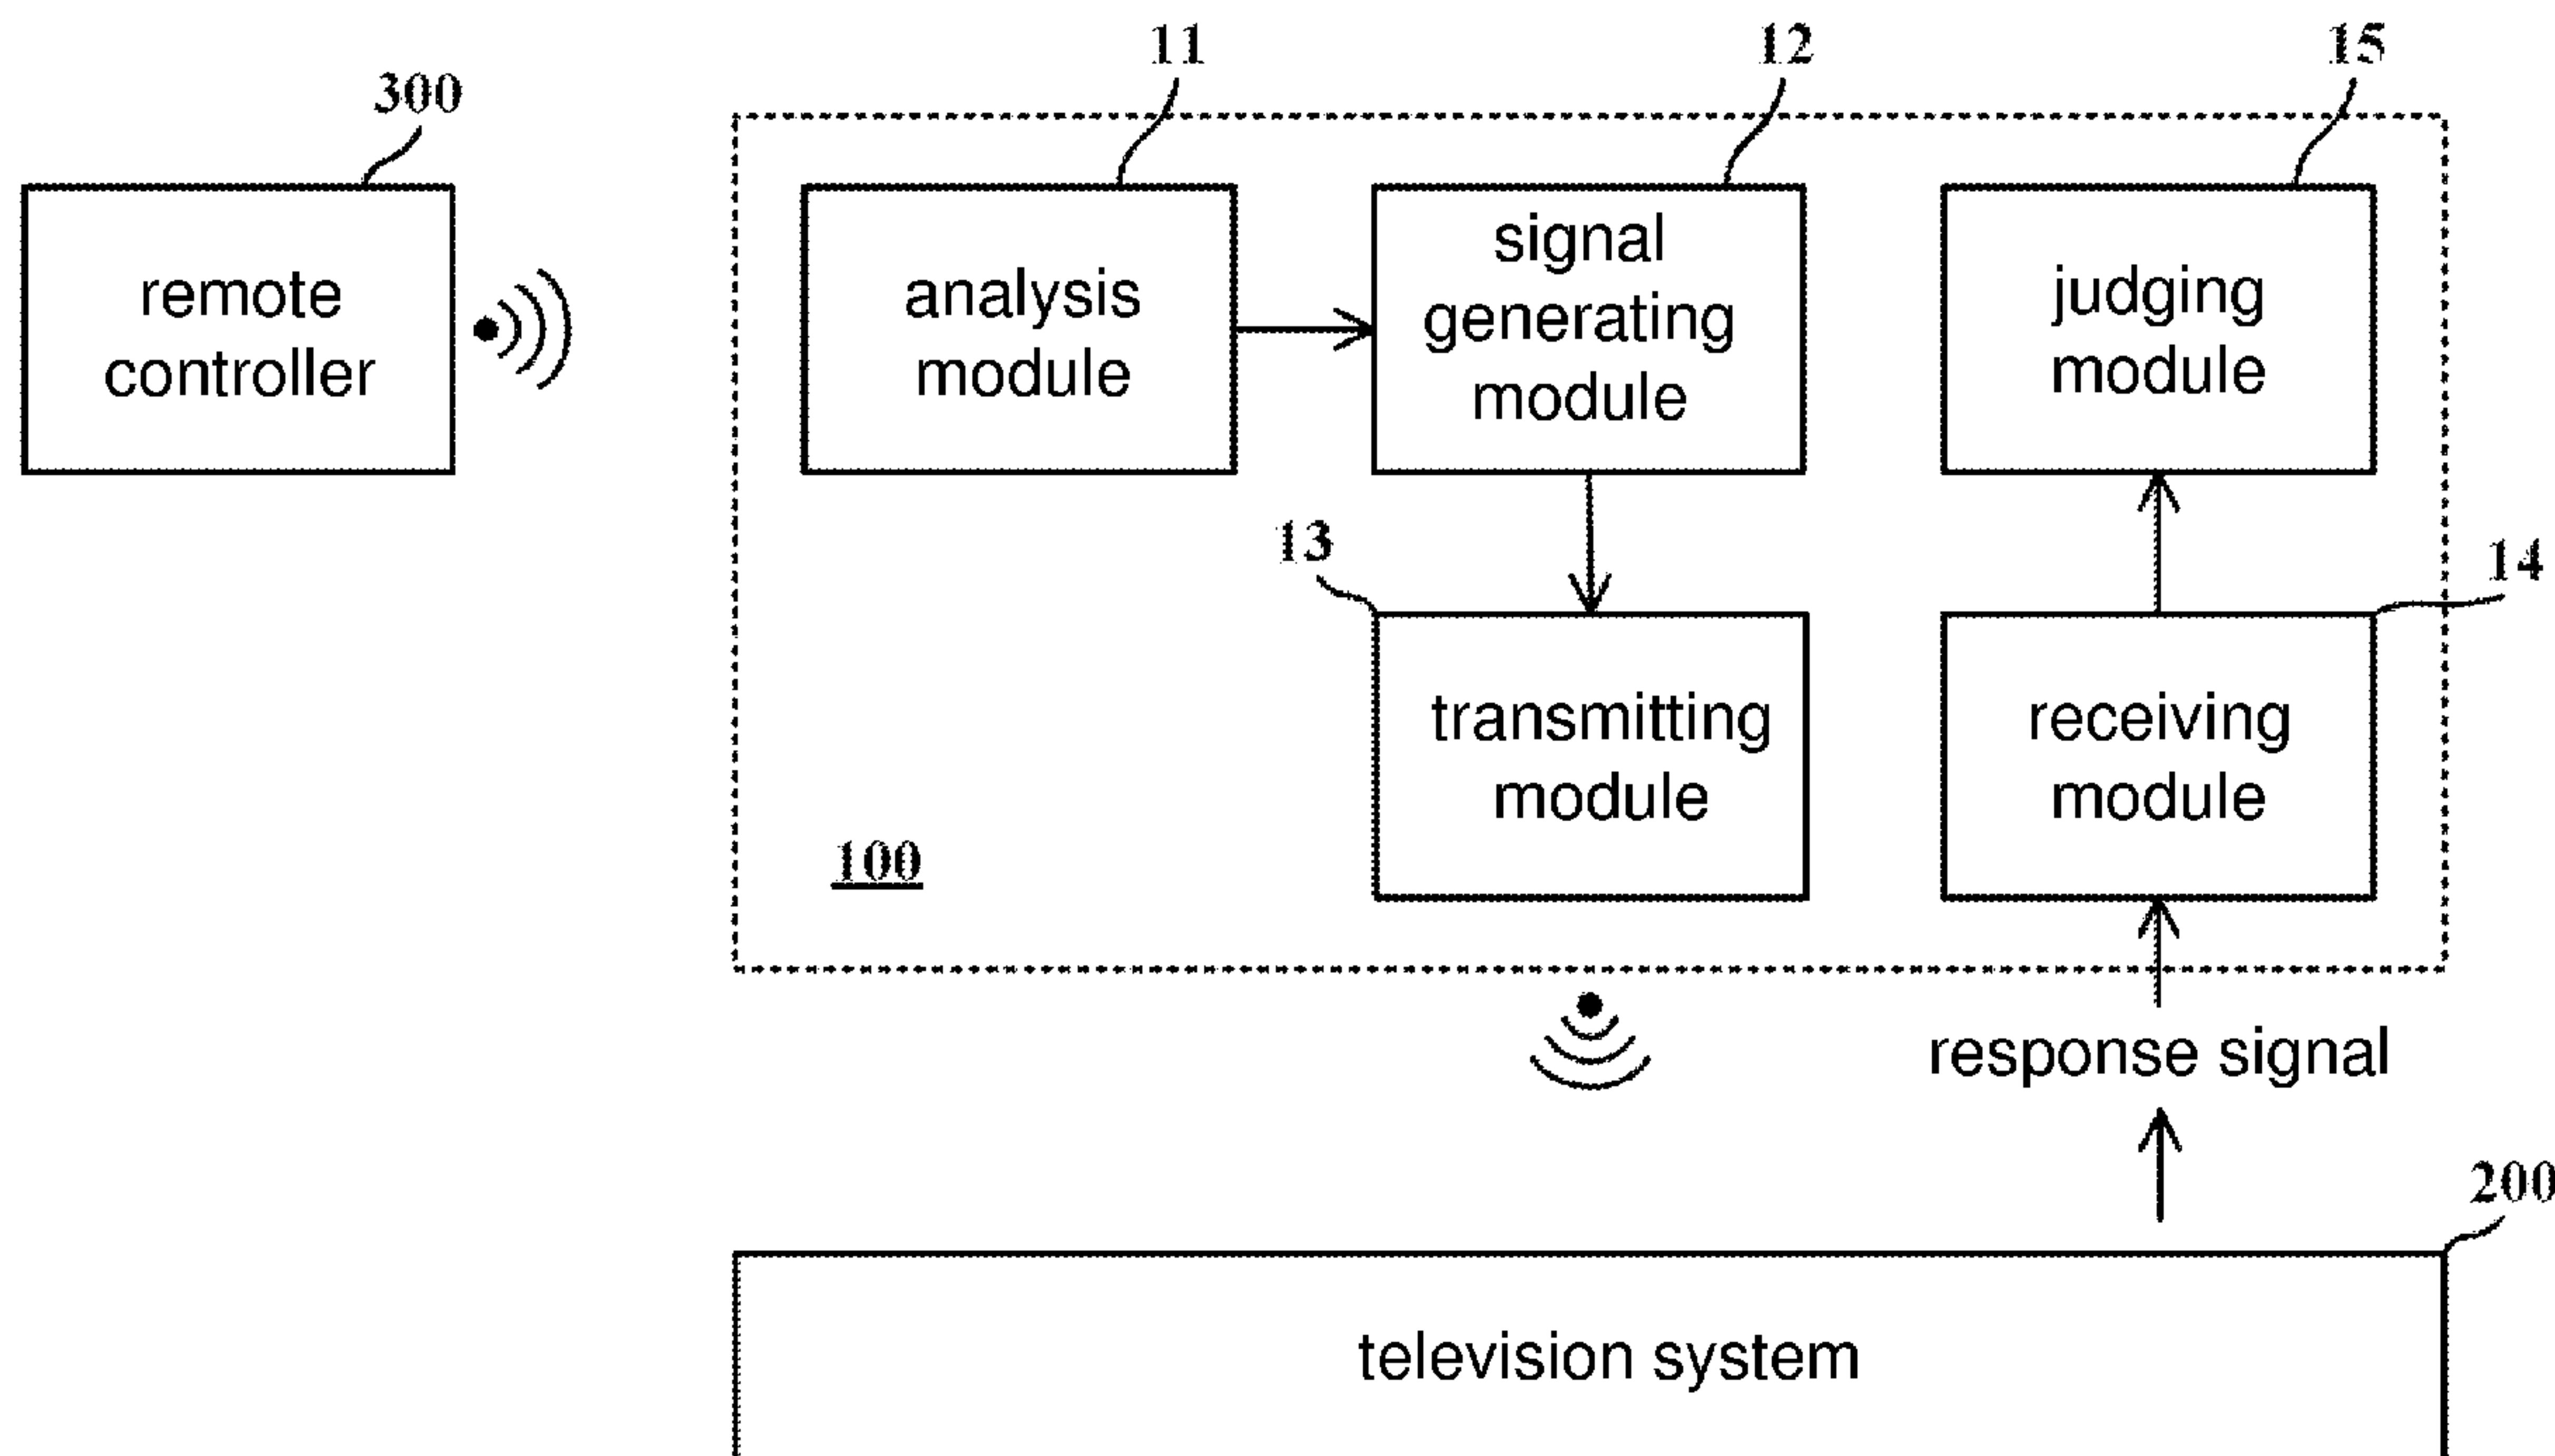 11
12
15
300
remote
controller
analysis
module
signal
generating
module
judging
module
13
14
transmitting
module
receiving
module
100
response signal
200
television system